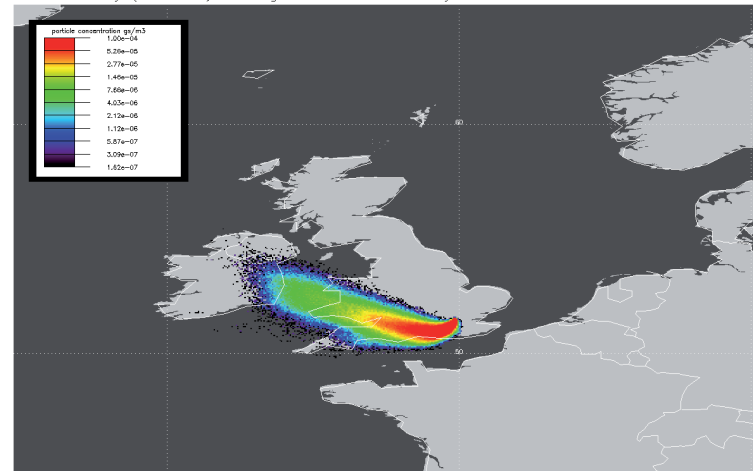 particle concentration gs/m3
1.00e-04
5.26e-05
2.77e-05
1.46e-05
7.66e-06
4.03e-06
2.12e-06
1.12e-06
5.87e-07
3.09e-07
1.62e-07
60
50